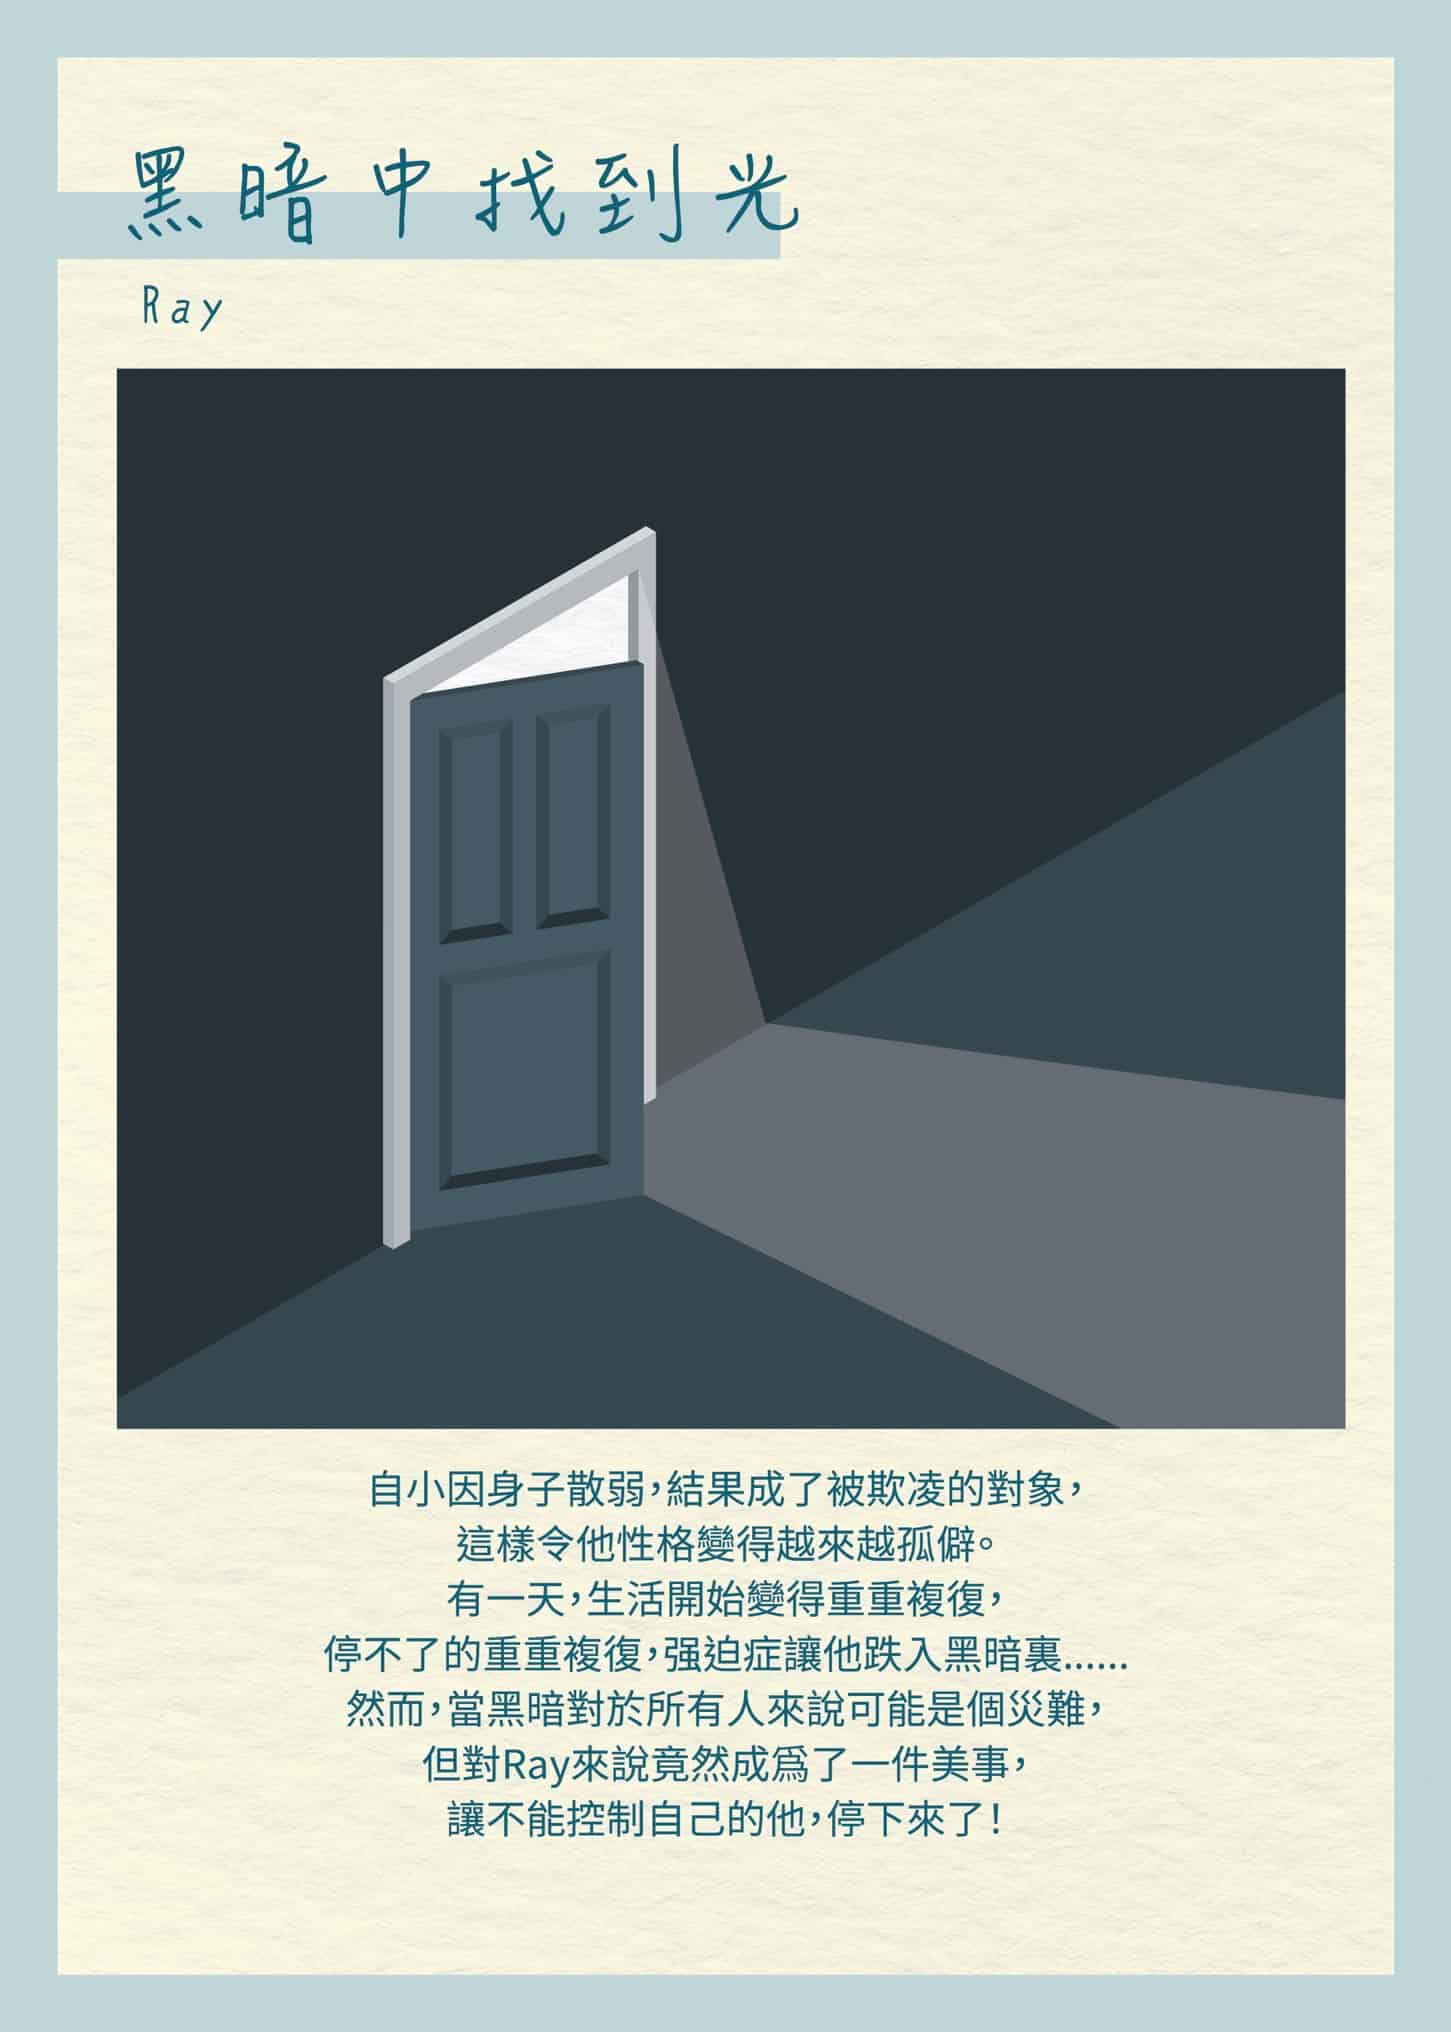 黑暗中找到光
Ray
自小因身子散弱,結果成了被欺凌的對象,
這樣令他性格變得越來越孤僻。
有一天,生活開始變得重重複復,
停不了的重重複復,强迫症讓他跌入黑暗裏......
然而,當黑暗對於所有人來說可能是個災難,
但對Ray來說竟然成爲了一件美事,
讓不能控制自己的他,停下來了!